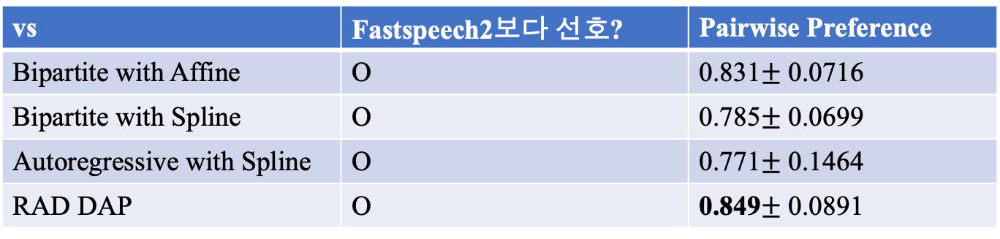 vs Fastspeech2보다 선호? Pairwise Preference
Bipartite with Affine O 0.831± 0.0716
Bipartite with Spline O 0.785± 0.0699
Autoregressive with Spline O 0.771± 0.1464
RAD DAP O 0.849± 0.0891